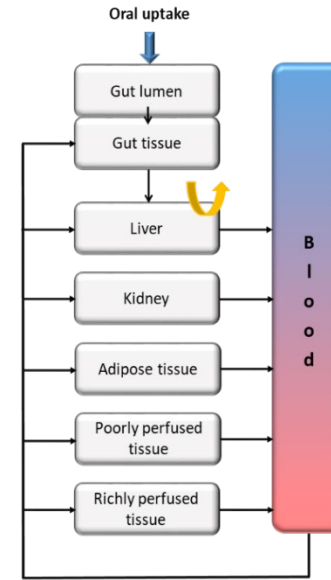 Oral uptake
Gut lumen
Gut tissue
Liver
Kidney
Adipose tissue
Poorly perfused
tissue
Richly perfused
tissue
B
l
o
o
d